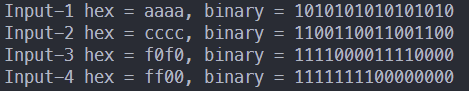 Input-1 hex = aaaa, binary = 1010101010101010
Input-2 hex = cccc, binary = 1100110011001100
Input-3 hex = f0f0, binary = 1111000011110000
Input-4 hex = ff00, binary = 1111111100000000